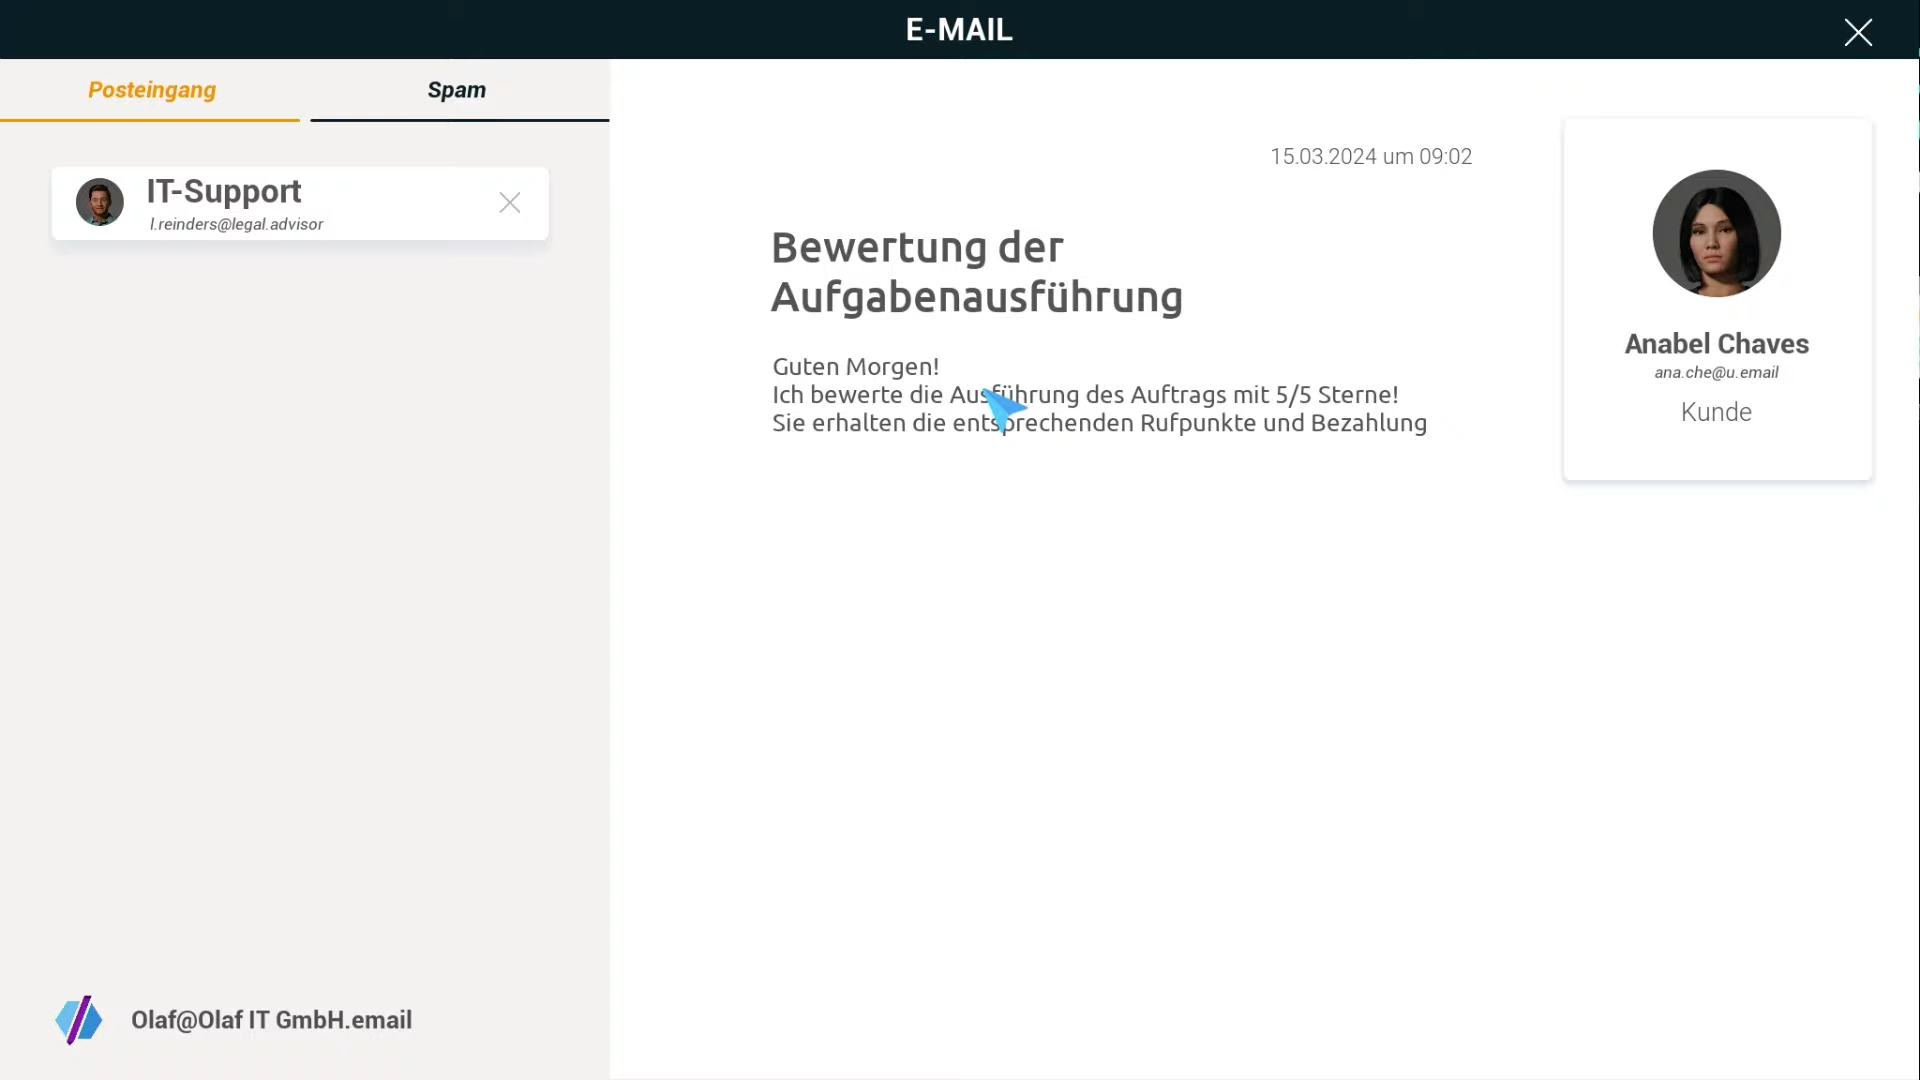 E-MAIL
Posteingang
Spam
IT-Support
l.reinders@legal.advisor
15.03.2024 um 09:02
Bewertung der
Aufgabenausführung
Guten Morgen!
Ich bewerte die Ausführung des Auftrags mit 5/5 Sterne!
Sie erhalten die entsprechenden Rufpunkte und Bezahlung
Anabel Chaves
ana.che@u.email
Kunde
Olaf@Olaf IT GmbH.email